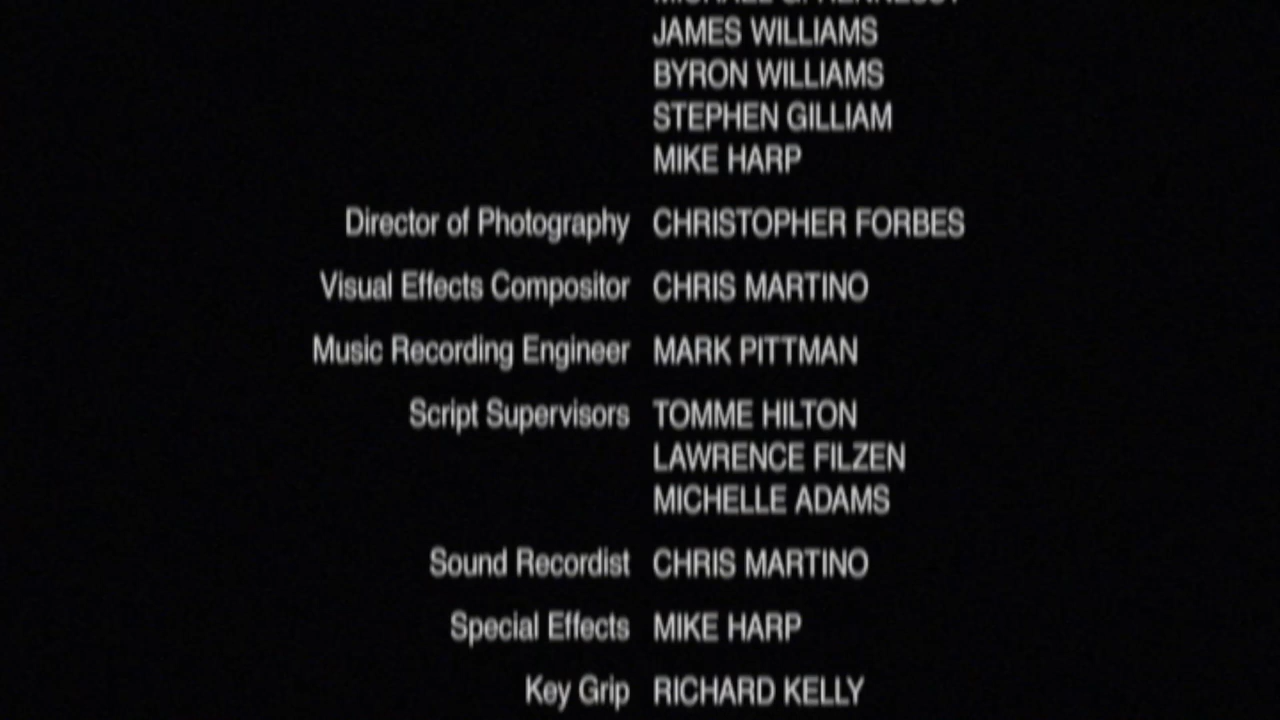 JAMES WILLIAMS
BYRON WILLIAMS
STEPHEN GILLIAM
MIKE HARP
Director of Photography CHRISTOPHER FORBES
Visual Effects Compositor CHRIS MARTINO
Music Recording Engineer MARK PITTMAN
Script Supervisors TOMME HILTON
LAWRENCE FILZEN
MICHELLE ADAMS
Sound Recordist CHRIS MARTINO
Special Effects MIKE HARP
Key Grip RICHARD KELLY